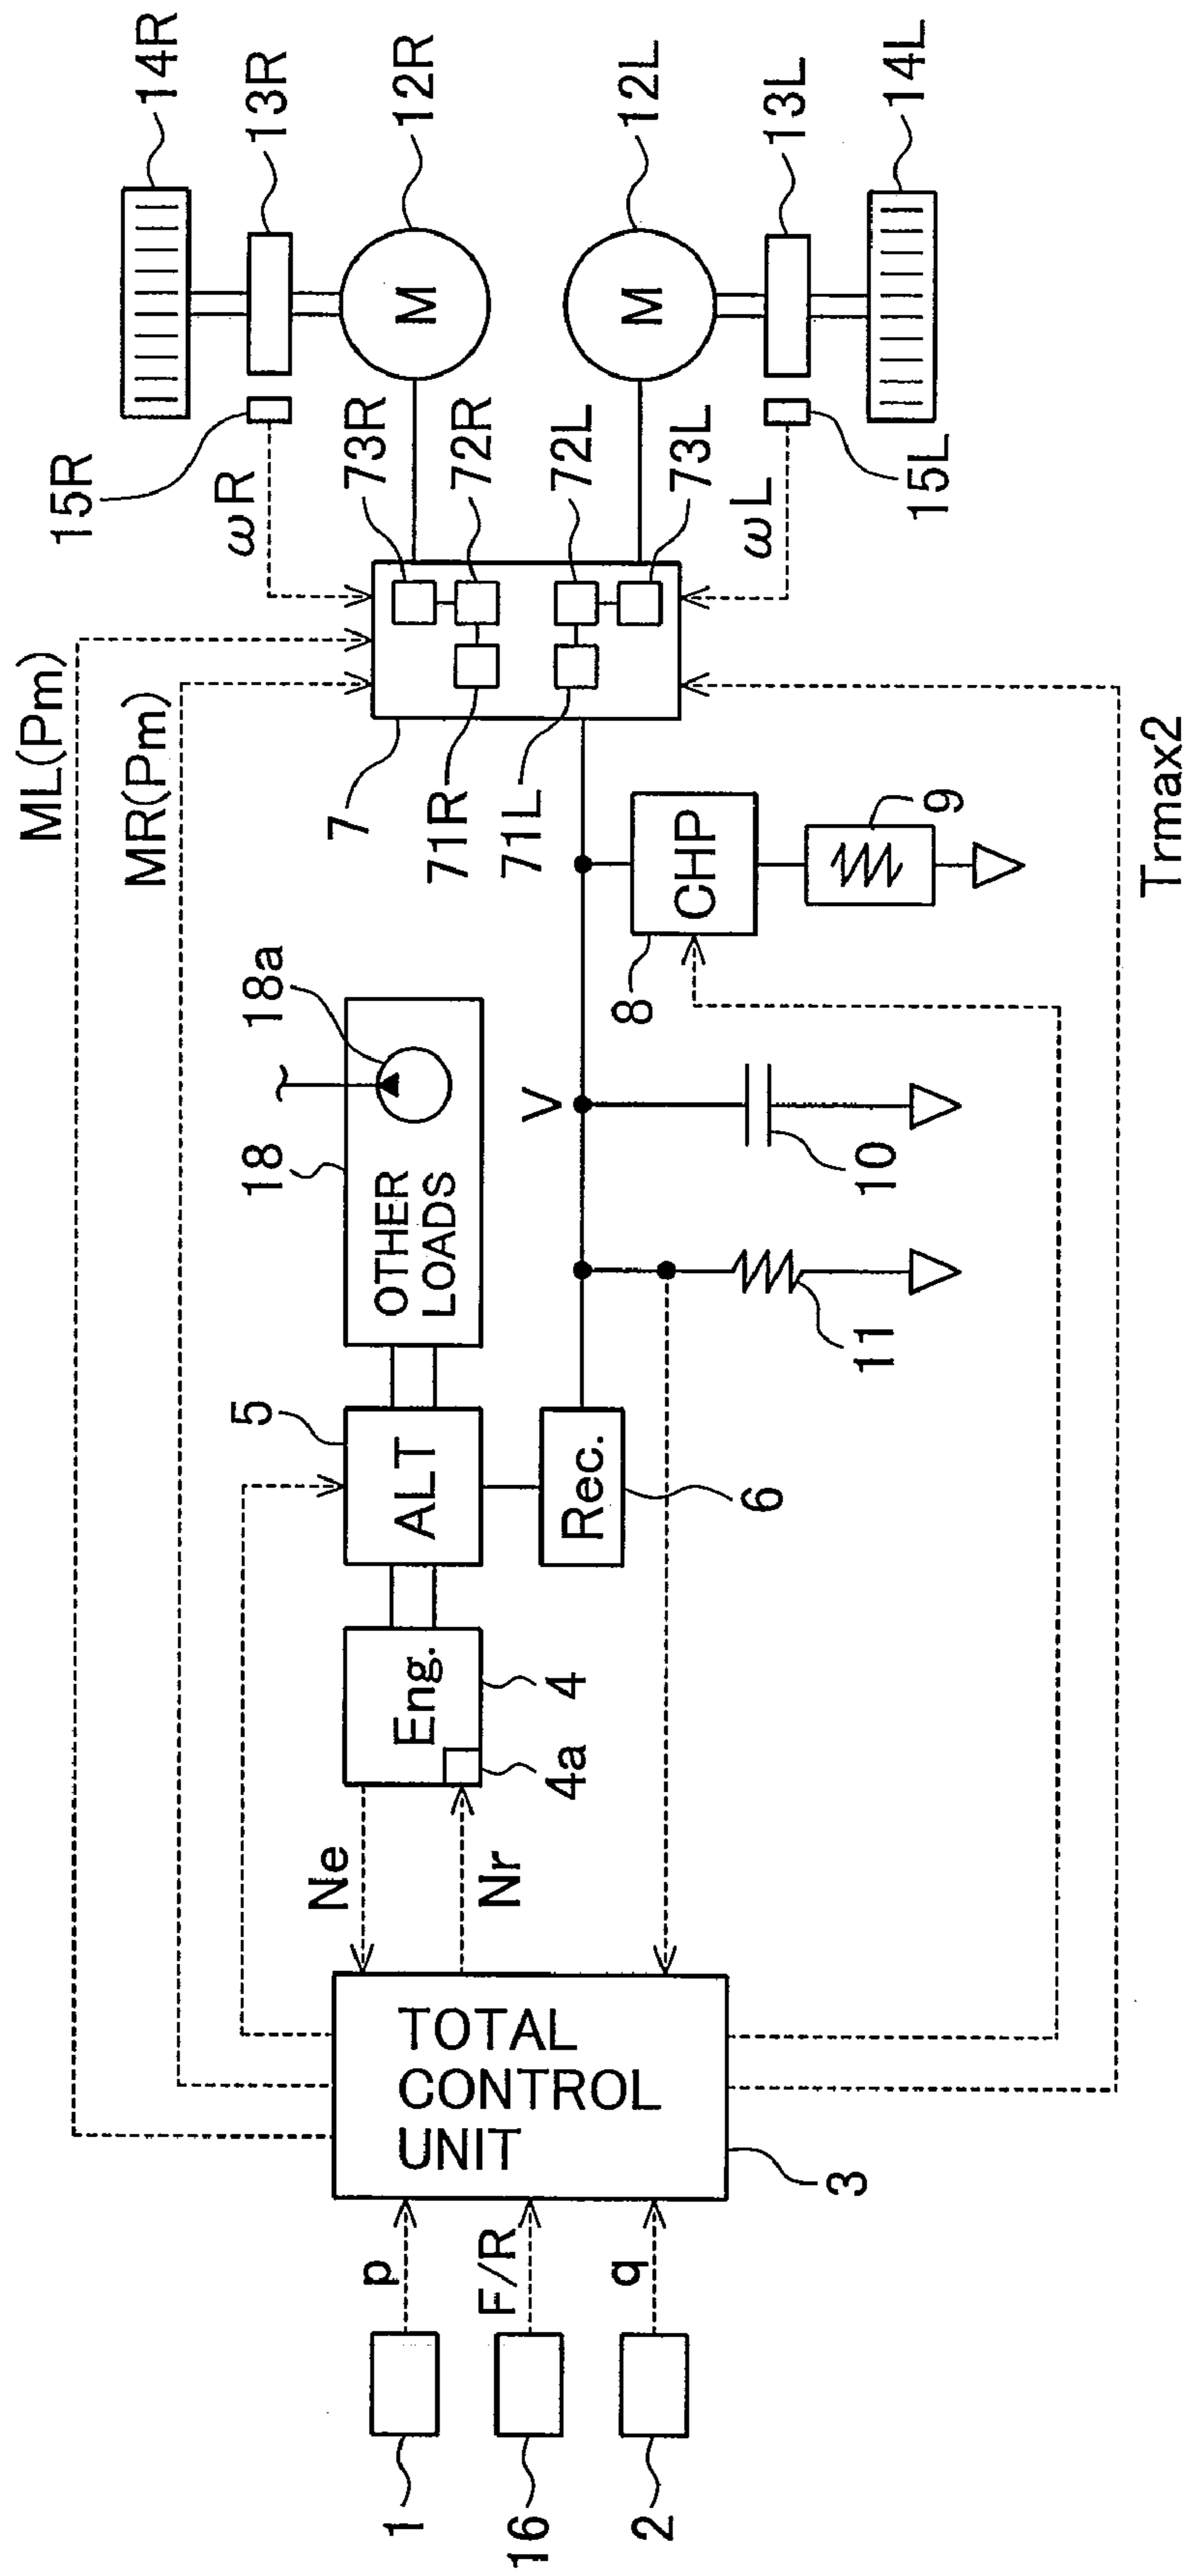 ML(Pm)
MR(Pm)
15R
ωR
14R
13R
12R
73R
72R
7
71R
71L
72L
73L
12L
13L
14L
15L
ωL
M
M
18
18a
OTHER
LOADS
5
ALT
V
CHP
8
9
10
11
Rec.
6
Eng.
4
4a
Ne
Nr
TOTAL
CONTROL
UNIT
3
p
F/R
q
1
16
2
Trmax2